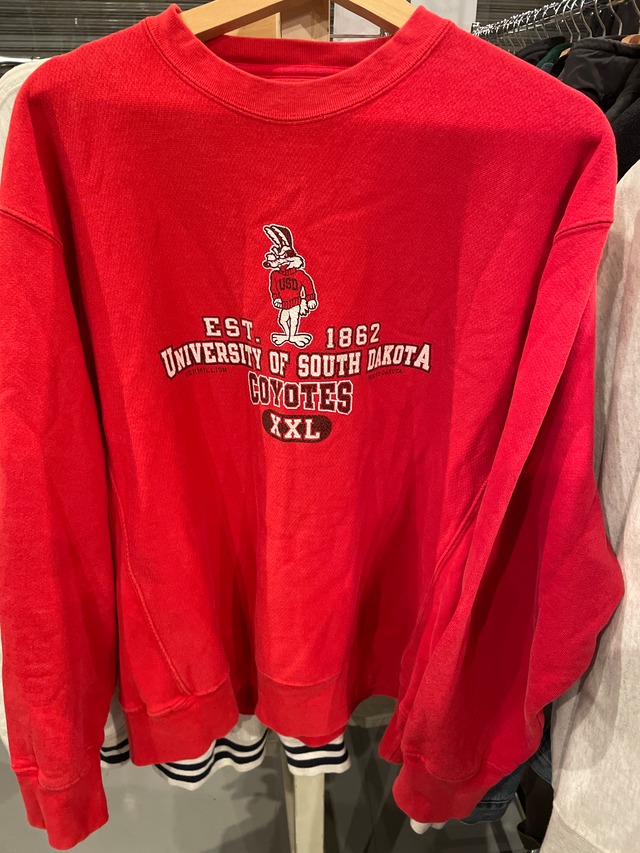 USD
EST. 1862
UNIVERSITY OF SOUTH DAKOTA
COYOTES
XXL